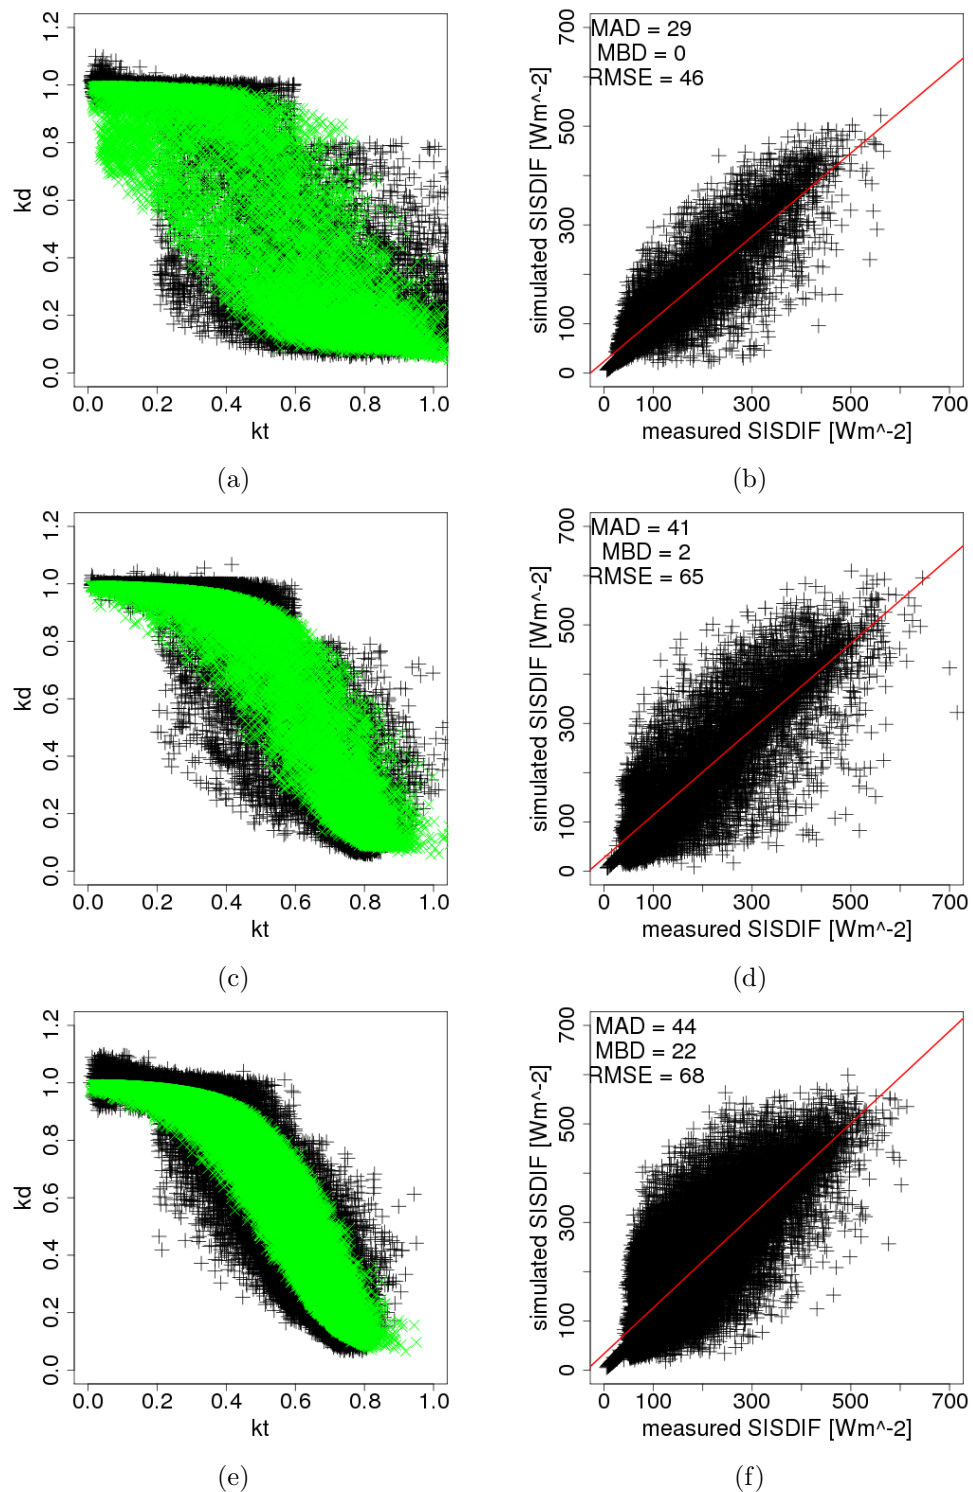 kd
0.0 0.2 0.4 0.6 0.8 1.0 1.2
0.0 0.2 0.4 0.6 0.8 1.0
kt
(a)
MAD = 29
MBD = 0
RMSE = 46
simulated SISDIF [Wm^-2]
0 100 300 500 700
0 100 300 500 700
measured SISDIF [Wm^-2]
(b)
kd
0.0 0.2 0.4 0.6 0.8 1.0 1.2
0.0 0.2 0.4 0.6 0.8 1.0
kt
(c)
MAD = 41
MBD = 2
RMSE = 65
simulated SISDIF [Wm^-2]
0 100 300 500 700
0 100 300 500 700
measured SISDIF [Wm^-2]
(d)
kd
0.0 0.2 0.4 0.6 0.8 1.0 1.2
0.0 0.2 0.4 0.6 0.8 1.0
kt
(e)
MAD = 44
MBD = 22
RMSE = 68
simulated SISDIF [Wm^-2]
0 100 300 500 700
0 100 300 500 700
measured SISDIF [Wm^-2]
(f)